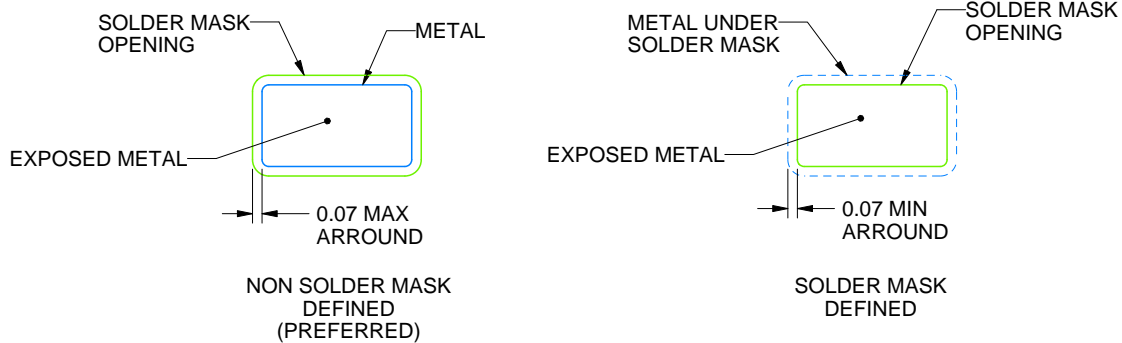 SOLDER MASK
OPENING
METAL
EXPOSED METAL
0.07 MAX
ARROUND
NON SOLDER MASK
DEFINED
(PREFERRED)
METAL UNDER
SOLDER MASK
SOLDER MASK
OPENING
EXPOSED METAL
0.07 MIN
ARROUND
SOLDER MASK
DEFINED